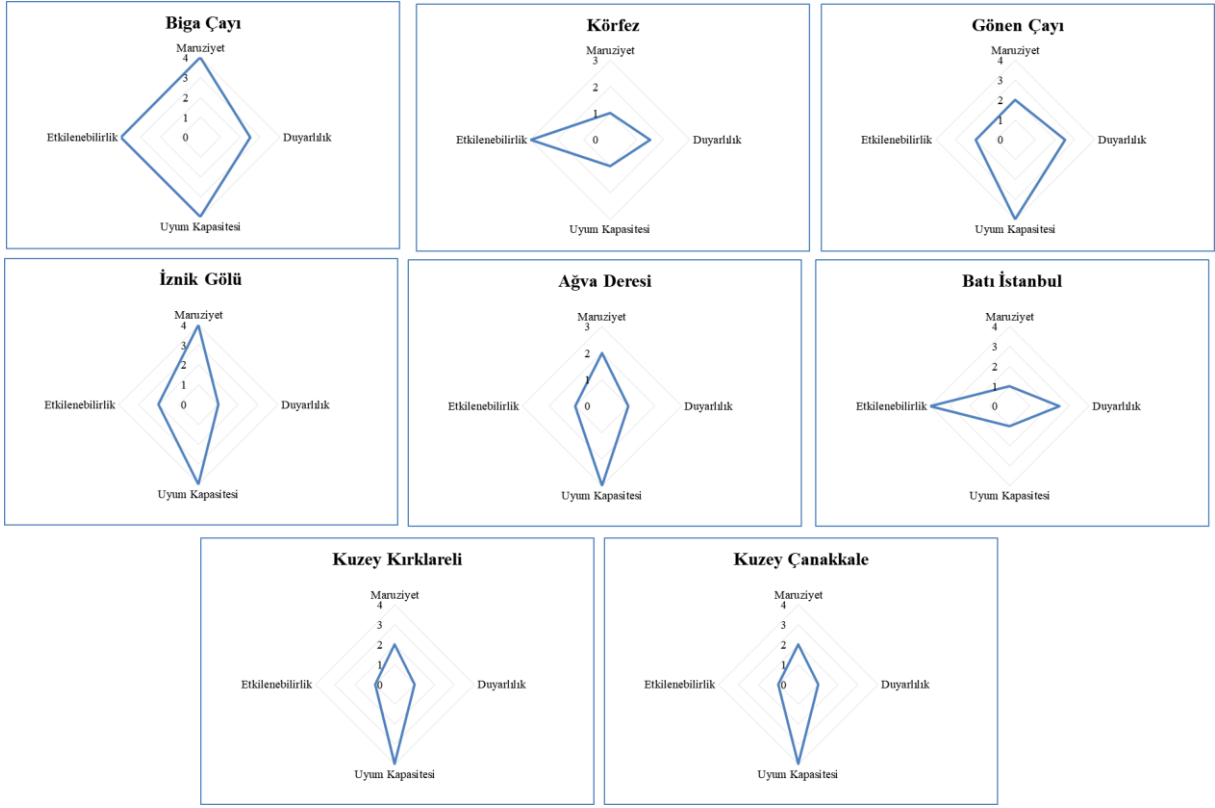 Biga Çayı
Maruziyet
4
3
2
1
0
Etkilenebilirlik
Duyarlılık
Uyum Kapasitesi
Körfez
Maruziyet
3
2
1
0
Etkilenebilirlik
Duyarlılık
Uyum Kapasitesi
Gönen Çayı
Maruziyet
4
3
2
1
0
Etkilenebilirlik
Duyarlılık
Uyum Kapasitesi
İznik Gölü
Maruziyet
4
3
2
1
0
Etkilenebilirlik
Duyarlılık
Uyum Kapasitesi
Ağva Deresi
Maruziyet
3
2
1
0
Etkilenebilirlik
Duyarlılık
Uyum Kapasitesi
Batı İstanbul
Maruziyet
4
3
2
1
0
Etkilenebilirlik
Duyarlılık
Uyum Kapasitesi
Kuzey Kırklareli
Maruziyet
4
3
2
1
0
Etkilenebilirlik
Duyarlılık
Uyum Kapasitesi
Kuzey Çanakkale
Maruziyet
4
3
2
1
0
Etkilenebilirlik
Duyarlılık
Uyum Kapasitesi